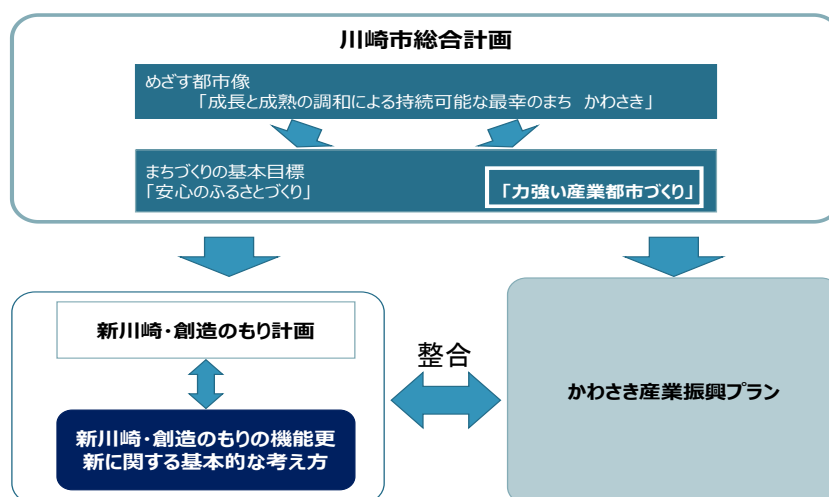 川崎市総合計画
めざす都市像
「成長と成熟の調和による持続可能な最幸のまち かわさき」
まちづくりの基本目標
「安心のふるさとづくり」
「力強い産業都市づくり」
新川崎・創造のもり計画
整合
新川崎・創造のもりの機能更
新に関する基本的な考え方
かわさき産業振興プラン